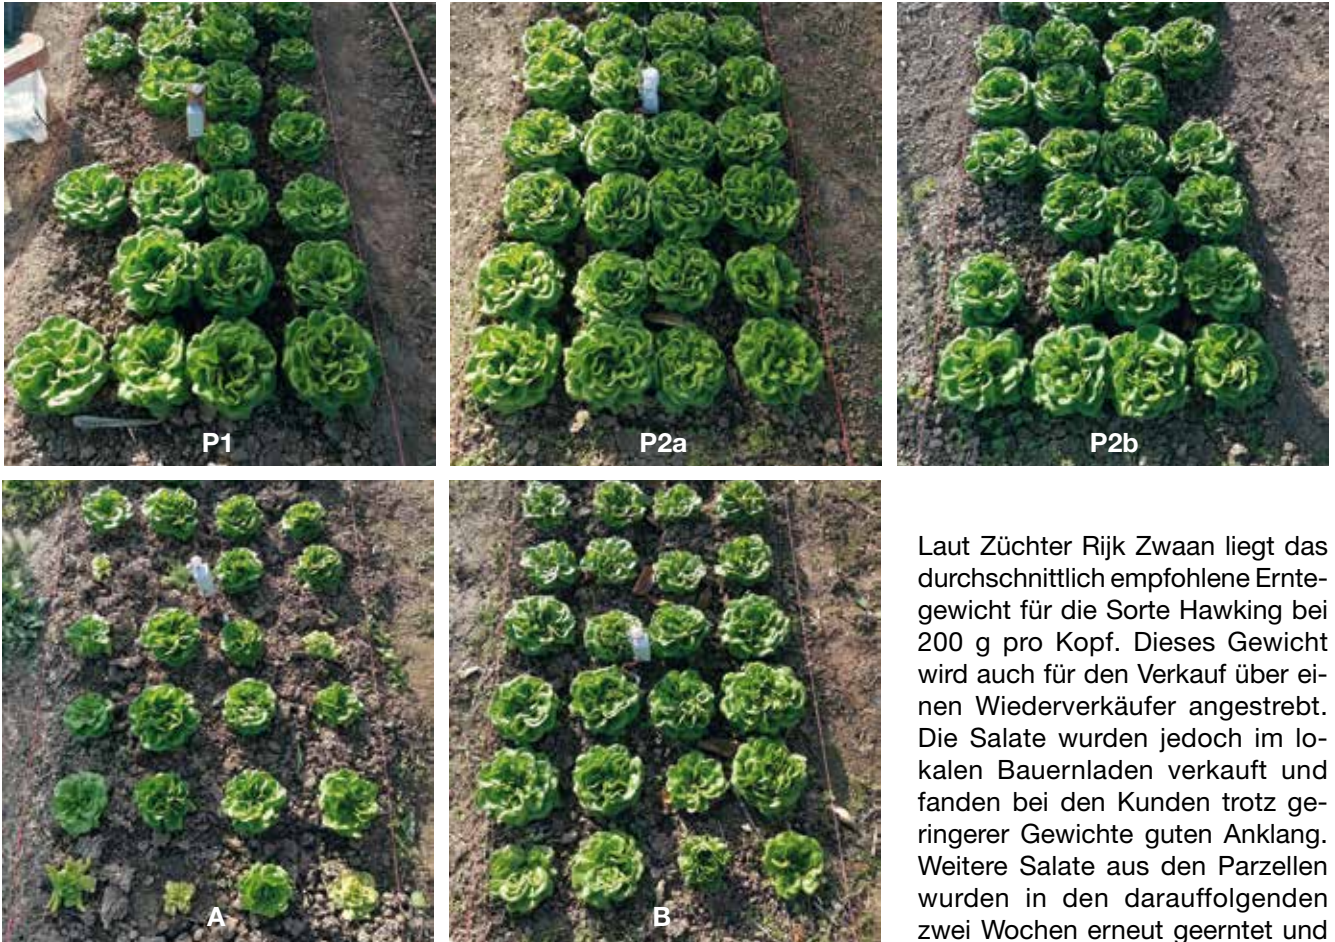 P1
P2a
P2b
A
B
Laut Züchter Rijk Zwaan liegt das
durchschnittlich empfohlene Ernte-
gewicht für die Sorte Hawking bei
200 g pro Kopf. Dieses Gewicht
wird auch für den Verkauf über ei-
nen Wiederverkäufer angestrebt.
Die Salate wurden jedoch im lo-
kalen Bauernladen verkauft und
fanden bei den Kunden trotz ge-
ringerer Gewichte guten Anklang.
Weitere Salate aus den Parzellen
wurden in den darauffolgenden
zwei Wochen erneut geerntet und